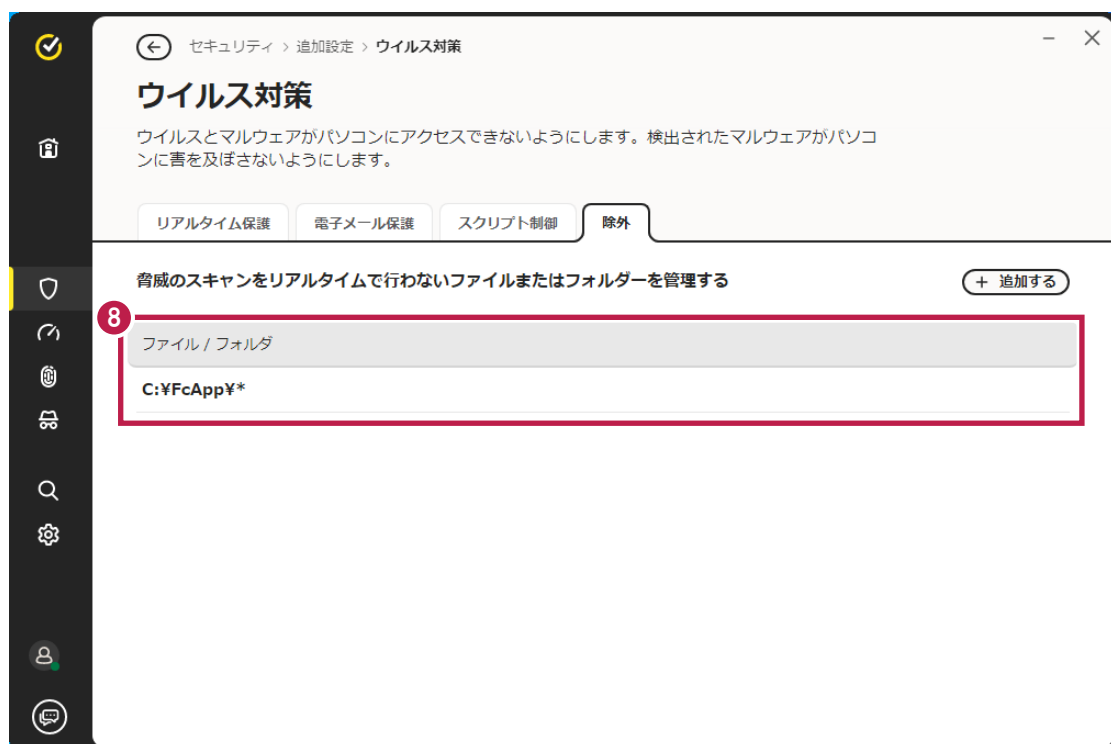 セキュリティ > 追加設定 > ウイルス対策
ウイルス対策
ウイルスとマルウェアがパソコンにアクセスできないようにします。検出されたマルウェアがパソコ
ンに害を及ぼさないようにします。
リアルタイム保護 電子メール保護 スクリプト制御 除外
脅威のスキャンをリアルタイムで行わないファイルまたはフォルダーを管理する + 追加する
8
ファイル / フォルダ
C:¥FcApp¥*